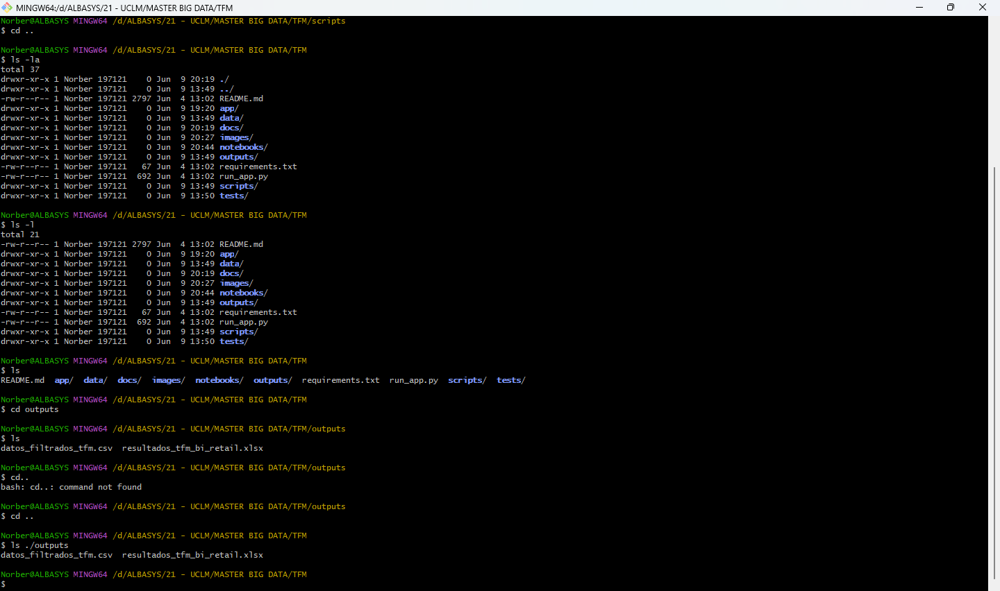 MINGW64:/d/ALBASYS/21 - UCLM/MASTER BIG DATA/TFM
Norber@ALBASYS MINGW64 /d/ALBASYS/21 - UCLM/MASTER BIG DATA/TFM/scripts
$ cd ..
Norber@ALBASYS MINGW64 /d/ALBASYS/21 - UCLM/MASTER BIG DATA/TFM
$ ls -la
total 37
drwxr-xr-x 1 Norber 197121    0 Jun  9 20:19 ./
drwxr-xr-x 1 Norber 197121    0 Jun  9 13:49 ../
-rw-r--r-- 1 Norber 197121 2797 Jun  4 13:02 README.md
drwxr-xr-x 1 Norber 197121    0 Jun  9 19:20 app/
drwxr-xr-x 1 Norber 197121    0 Jun  9 13:49 data/
drwxr-xr-x 1 Norber 197121    0 Jun  9 20:19 docs/
drwxr-xr-x 1 Norber 197121    0 Jun  9 20:27 images/
drwxr-xr-x 1 Norber 197121    0 Jun  9 20:44 notebooks/
drwxr-xr-x 1 Norber 197121    0 Jun  9 13:49 outputs/
-rw-r--r-- 1 Norber 197121   67 Jun  4 13:02 requirements.txt
-rw-r--r-- 1 Norber 197121  692 Jun  4 13:02 run_app.py
drwxr-xr-x 1 Norber 197121    0 Jun  9 13:49 scripts/
drwxr-xr-x 1 Norber 197121    0 Jun  9 13:50 tests/
Norber@ALBASYS MINGW64 /d/ALBASYS/21 - UCLM/MASTER BIG DATA/TFM
$ ls -l
total 21
-rw-r--r-- 1 Norber 197121 2797 Jun  4 13:02 README.md
drwxr-xr-x 1 Norber 197121    0 Jun  9 19:20 app/
drwxr-xr-x 1 Norber 197121    0 Jun  9 13:49 data/
drwxr-xr-x 1 Norber 197121    0 Jun  9 20:19 docs/
drwxr-xr-x 1 Norber 197121    0 Jun  9 20:27 images/
drwxr-xr-x 1 Norber 197121    0 Jun  9 20:44 notebooks/
drwxr-xr-x 1 Norber 197121    0 Jun  9 13:49 outputs/
-rw-r--r-- 1 Norber 197121   67 Jun  4 13:02 requirements.txt
-rw-r--r-- 1 Norber 197121  692 Jun  4 13:02 run_app.py
drwxr-xr-x 1 Norber 197121    0 Jun  9 13:49 scripts/
drwxr-xr-x 1 Norber 197121    0 Jun  9 13:50 tests/
Norber@ALBASYS MINGW64 /d/ALBASYS/21 - UCLM/MASTER BIG DATA/TFM
$ ls
README.md  app/  data/  docs/  images/  notebooks/  outputs/  requirements.txt  run_app.py  scripts/  tests/
Norber@ALBASYS MINGW64 /d/ALBASYS/21 - UCLM/MASTER BIG DATA/TFM
$ cd outputs
Norber@ALBASYS MINGW64 /d/ALBASYS/21 - UCLM/MASTER BIG DATA/TFM/outputs
$ ls
datos_filtrados_tfm.csv  resultados_tfm_bi_retail.xlsx
Norber@ALBASYS MINGW64 /d/ALBASYS/21 - UCLM/MASTER BIG DATA/TFM/outputs
$ cd..
bash: cd..: command not found
Norber@ALBASYS MINGW64 /d/ALBASYS/21 - UCLM/MASTER BIG DATA/TFM/outputs
$ cd ..
Norber@ALBASYS MINGW64 /d/ALBASYS/21 - UCLM/MASTER BIG DATA/TFM
$ ls ./outputs
datos_filtrados_tfm.csv  resultados_tfm_bi_retail.xlsx
Norber@ALBASYS MINGW64 /d/ALBASYS/21 - UCLM/MASTER BIG DATA/TFM
$